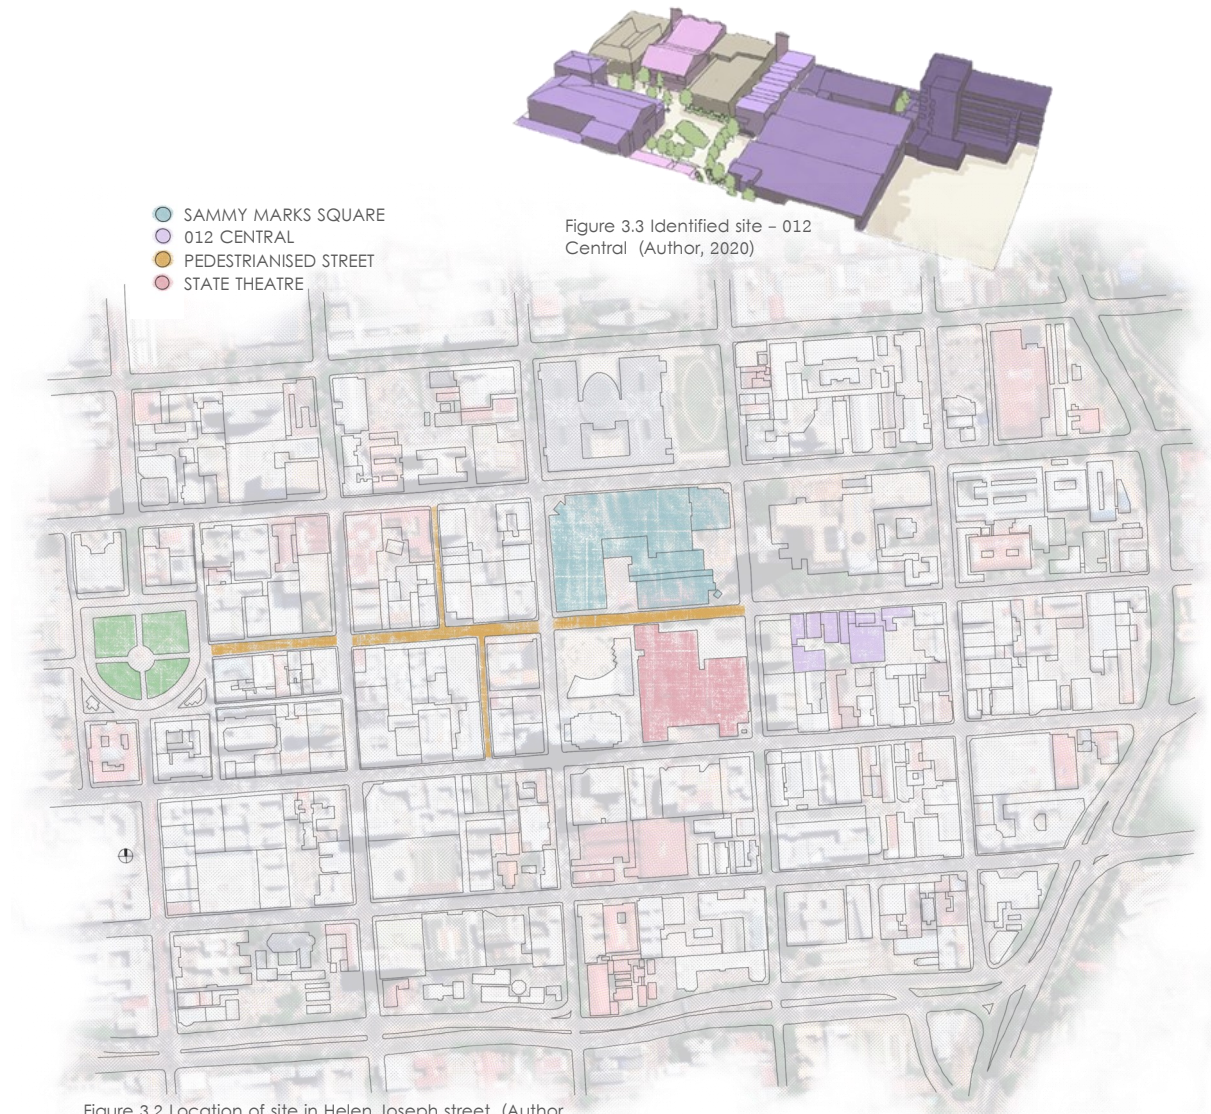 SAMMY MARKS SQUARE
012 CENTRAL
PEDESTRIANISED STREET
STATE THEATRE
Figure 3.3 Identified site – 012
Central (Author, 2020)
Figure 3.2 Location of site in Helen Joseph street (Author,